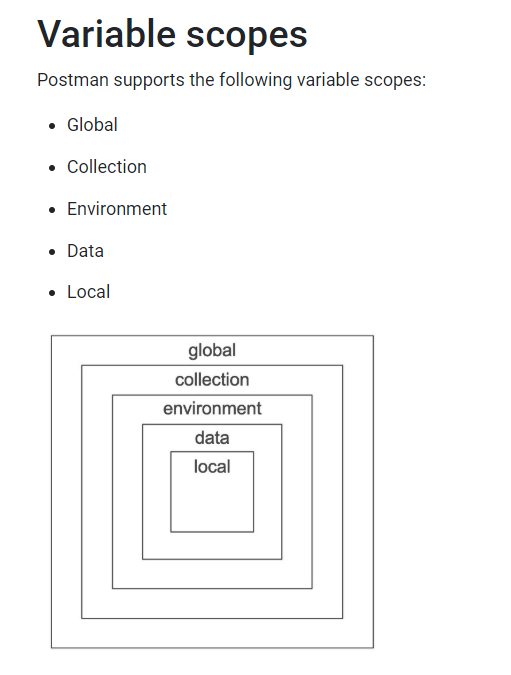 Variable scopes
Postman supports the following variable scopes:
Global
Collection
Environment
Data
Local
global
collection
environment
data
local